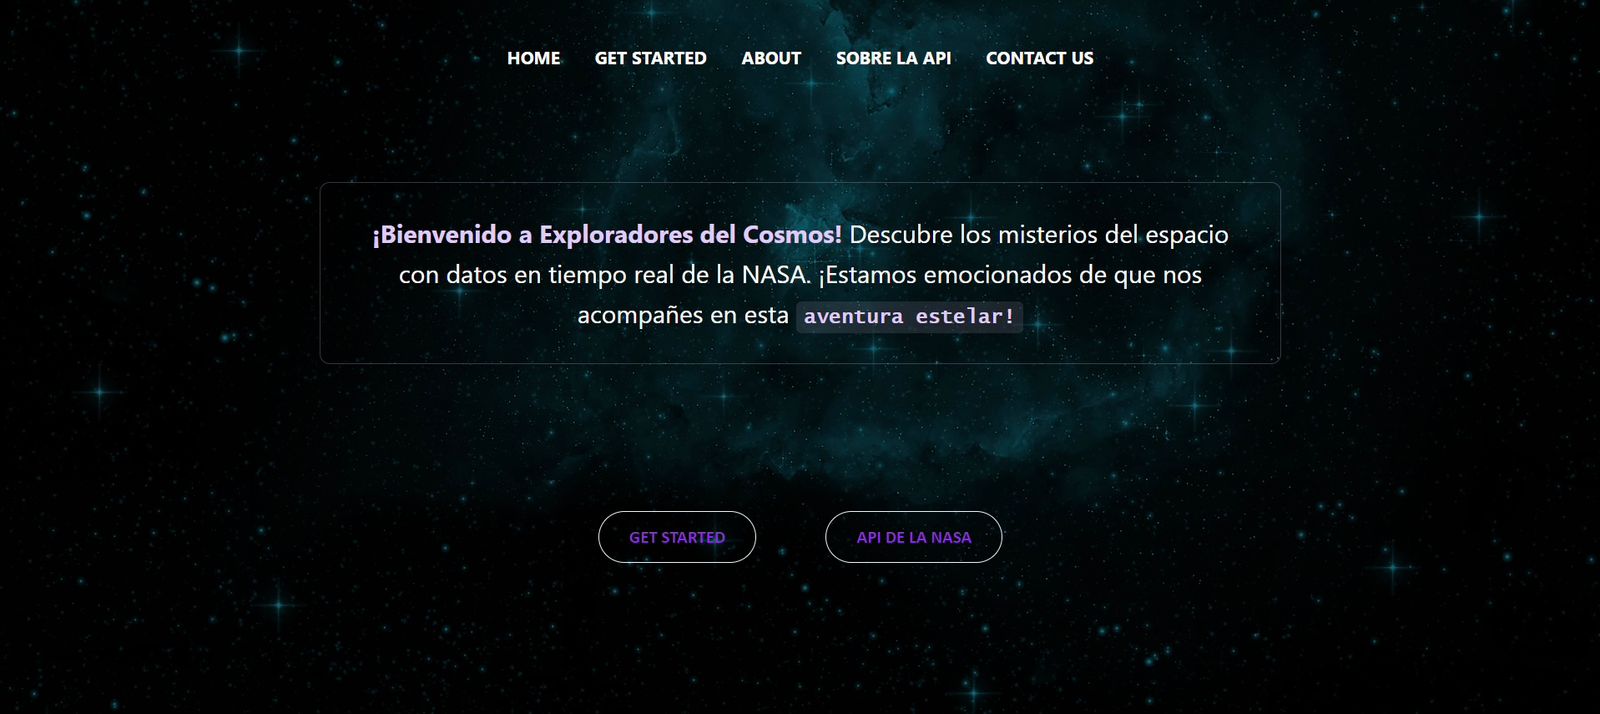 HOME GET STARTED ABOUT SOBRE LA API CONTACT US
¡Bienvenido a Exploradores del Cosmos! Descubre los misterios del espacio
con datos en tiempo real de la NASA. ¡Estamos emocionados de que nos
acompañes en esta aventura estelar!
GET STARTED API DE LA NASA